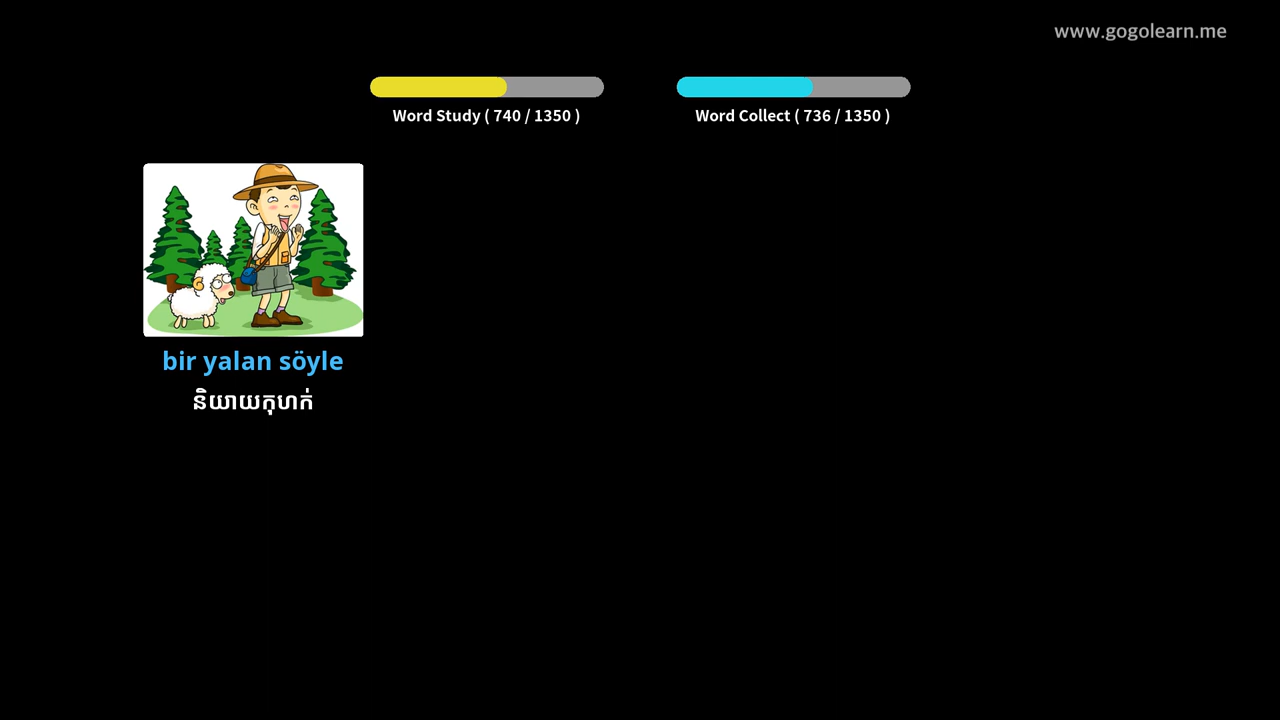 www.gogolearn.me
Word Study ( 740 / 1350 )
Word Collect ( 736 / 1350 )
bir yalan söyle
និយាយកុហក់